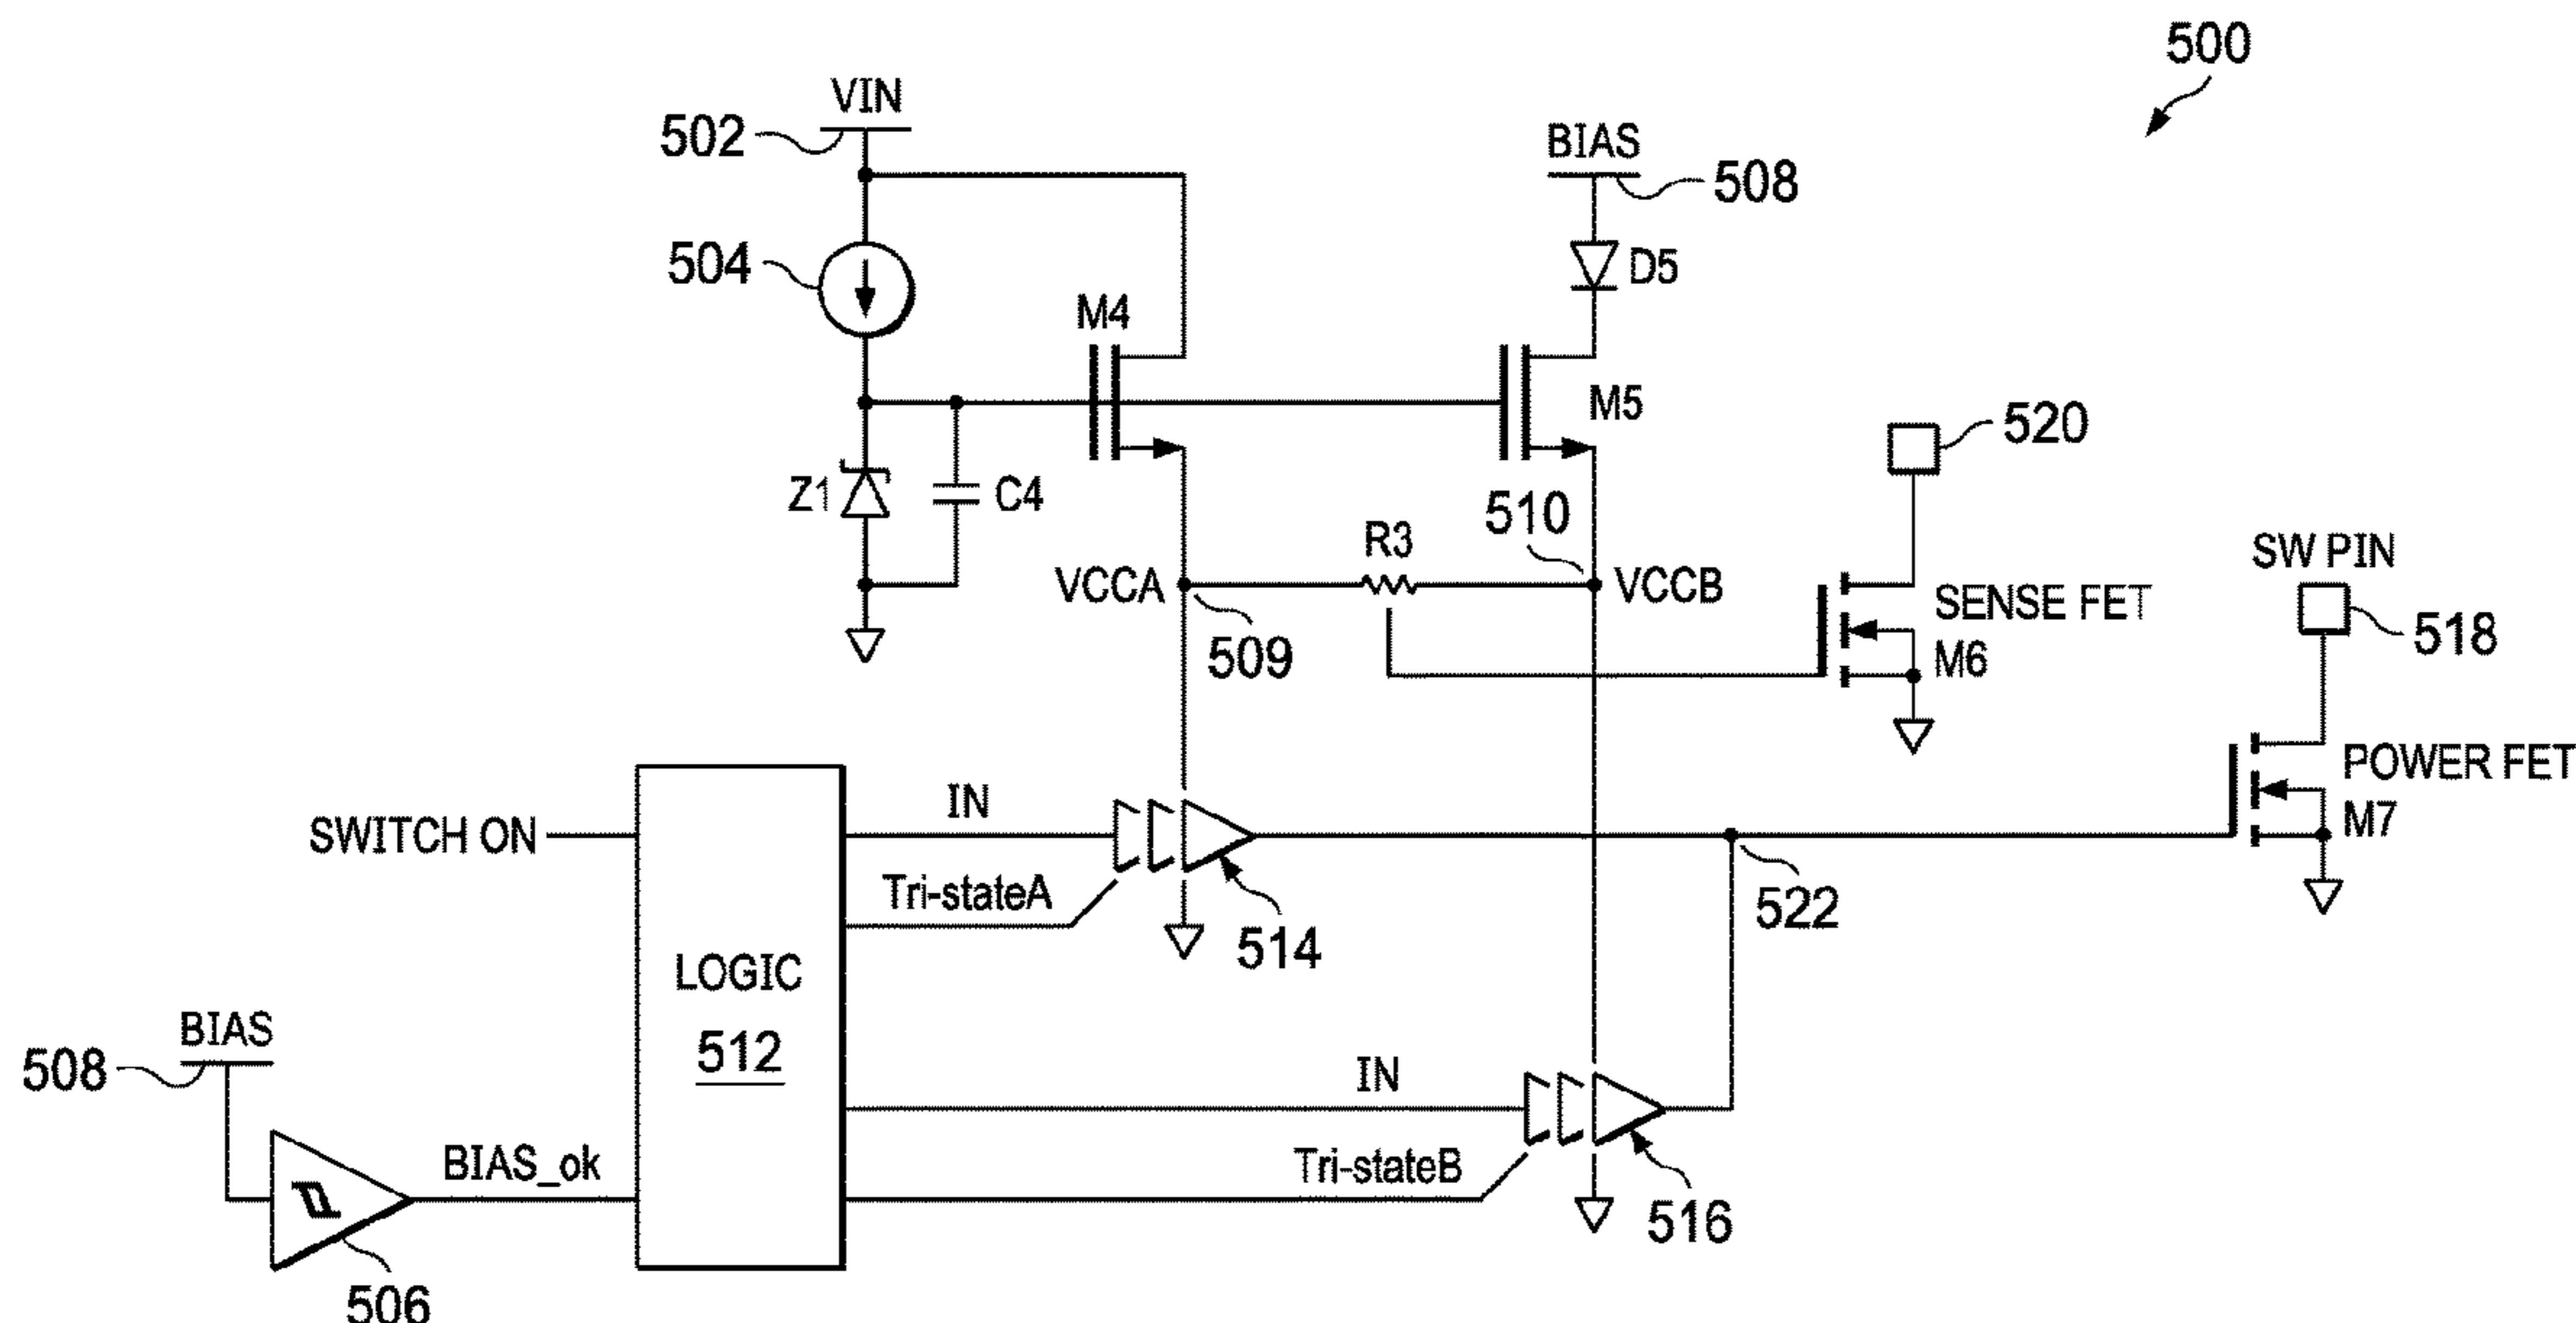 500
VIN
502
BIAS
508
504
D5
M4
M5
520
Z1
C4
510
R3
SW PIN
VCCA
VCCB
SENSE FET
M6
518
509
POWER FET
M7
IN
SWITCH ON
Tri-stateA
522
514
LOGIC
512
BIAS
508
IN
BIAS_ok
Tri-stateB
516
506